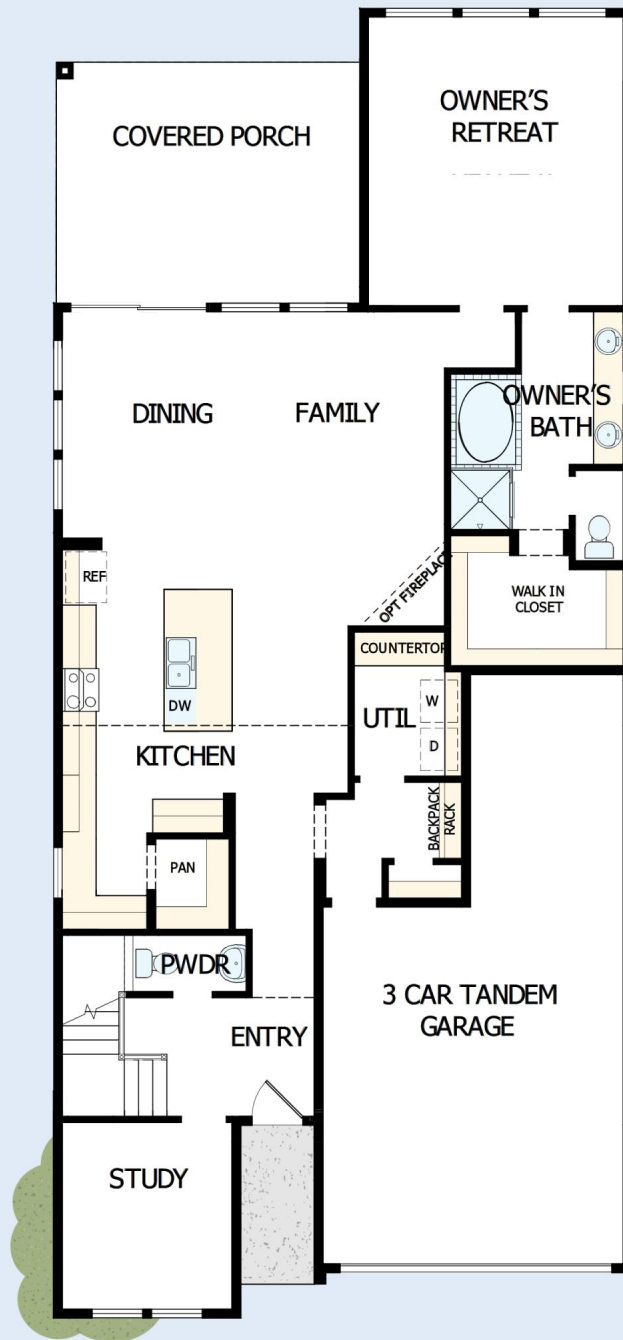 OWNER'S
RETREAT
COVERED PORCH
DINING
FAMILY
OWNER'S
BATH
OPT FIREPLACE
REF
WALK IN
CLOSET
COUNTERTOP
W
DW
UTIL
D
KITCHEN
BACKPACK
RACK
PAN
PWDR
3 CAR TANDEM
GARAGE
ENTRY
STUDY